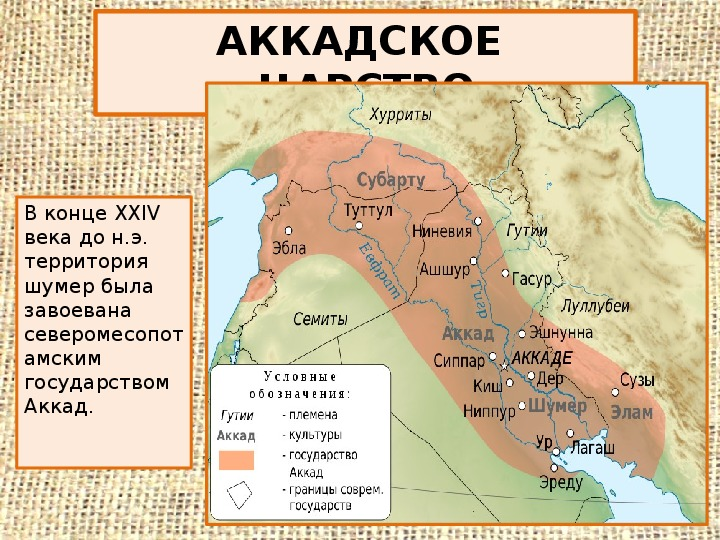 АККАДСКОЕ
ЦАРСТВО
В конце XXIV
века до н.э.
территория
шумер была
завоевана
северомесопот
амским
государством
Аккад.
Хурриты
Субарту
Туттул
Ниневия
Гутии
Эбла
Евфрат
Ашшур
Тигр
Гасур
Луллубеи
Семиты
Аккад
Эшнунна
Сиппар
АККАДЕ
Киш
Дер
Сузы
Ниппур
Шумер
Элам
Ур
Лагаш
Эреду
Условные
обозначения:
Гутии - племена
Аккад - культуры
- государство
Аккад
- границы соврем.
государств